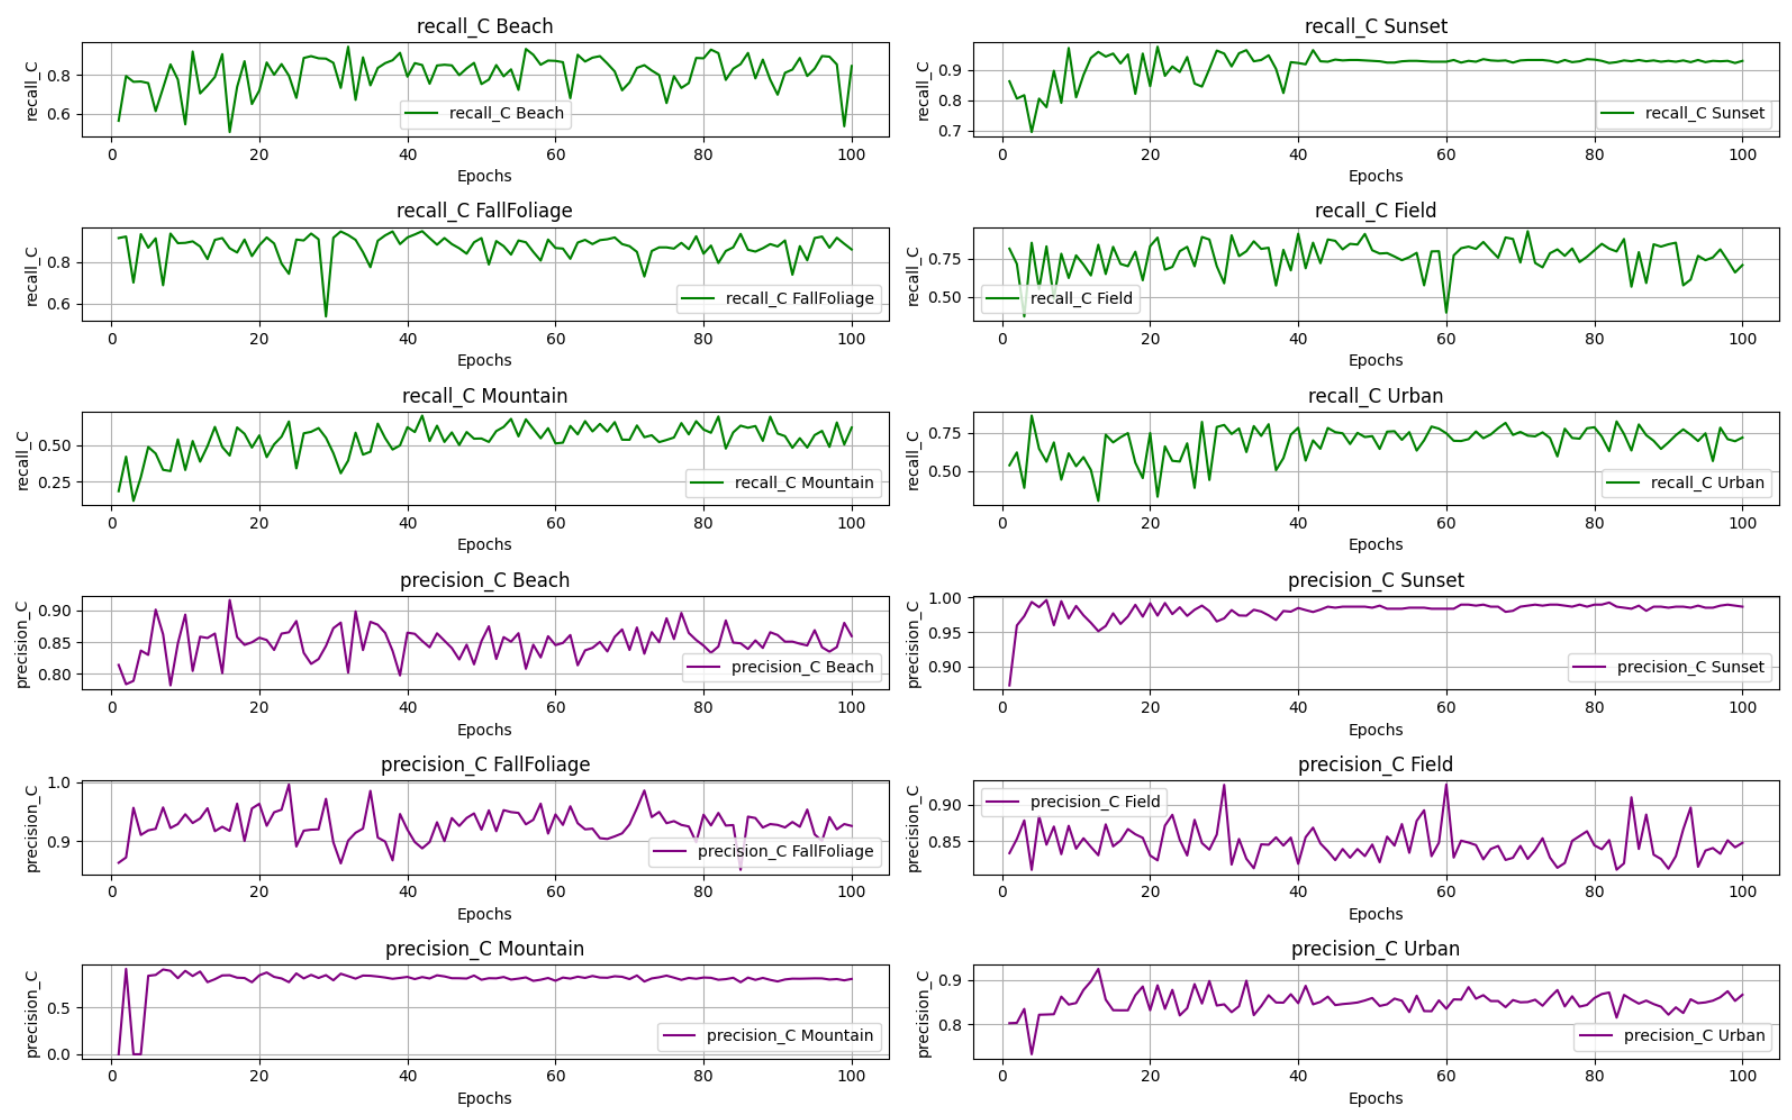 recall_C Beach
recall_C
0.8
0.6
recall_C Beach
0 20 40 60 80 100
Epochs
recall_C Sunset
recall_C
0.9
0.8
0.7
recall_C Sunset
0 20 40 60 80 100
Epochs
recall_C FallFoliage
recall_C
0.8
0.6
recall_C FallFoliage
0 20 40 60 80 100
Epochs
recall_C Field
recall_C
0.75
0.50
recall_C Field
0 20 40 60 80 100
Epochs
recall_C Mountain
recall_C
0.50
0.25
recall_C Mountain
0 20 40 60 80 100
Epochs
recall_C Urban
recall_C
0.75
0.50
recall_C Urban
0 20 40 60 80 100
Epochs
precision_C Beach
precision_C
0.90
0.85
0.80
precision_C Beach
0 20 40 60 80 100
Epochs
precision_C Sunset
precision_C
1.00
0.95
0.90
precision_C Sunset
0 20 40 60 80 100
Epochs
precision_C FallFoliage
precision_C
1.0
0.9
precision_C FallFoliage
0 20 40 60 80 100
Epochs
precision_C Field
precision_C
0.90
0.85
precision_C Field
0 20 40 60 80 100
Epochs
precision_C Mountain
precision_C
0.5
0.0
precision_C Mountain
0 20 40 60 80 100
Epochs
precision_C Urban
precision_C
0.9
0.8
precision_C Urban
0 20 40 60 80 100
Epochs